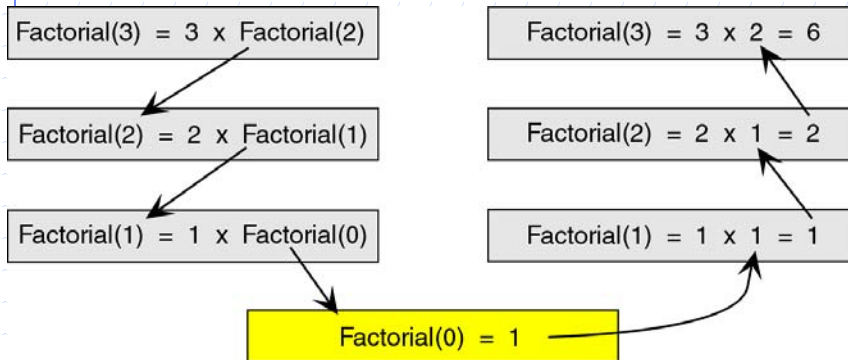 Factorial(3) = 3 x Factorial(2)
Factorial(2) = 2 x Factorial(1)
Factorial(1) = 1 x Factorial(0)
Factorial(0) = 1
Factorial(1) = 1 x 1 = 1
Factorial(2) = 2 x 1 = 2
Factorial(3) = 3 x 2 = 6